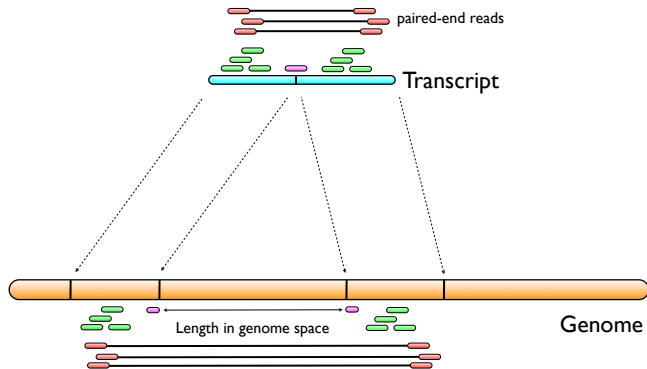 paired-end reads
Transcript
Length in genome space
Genome